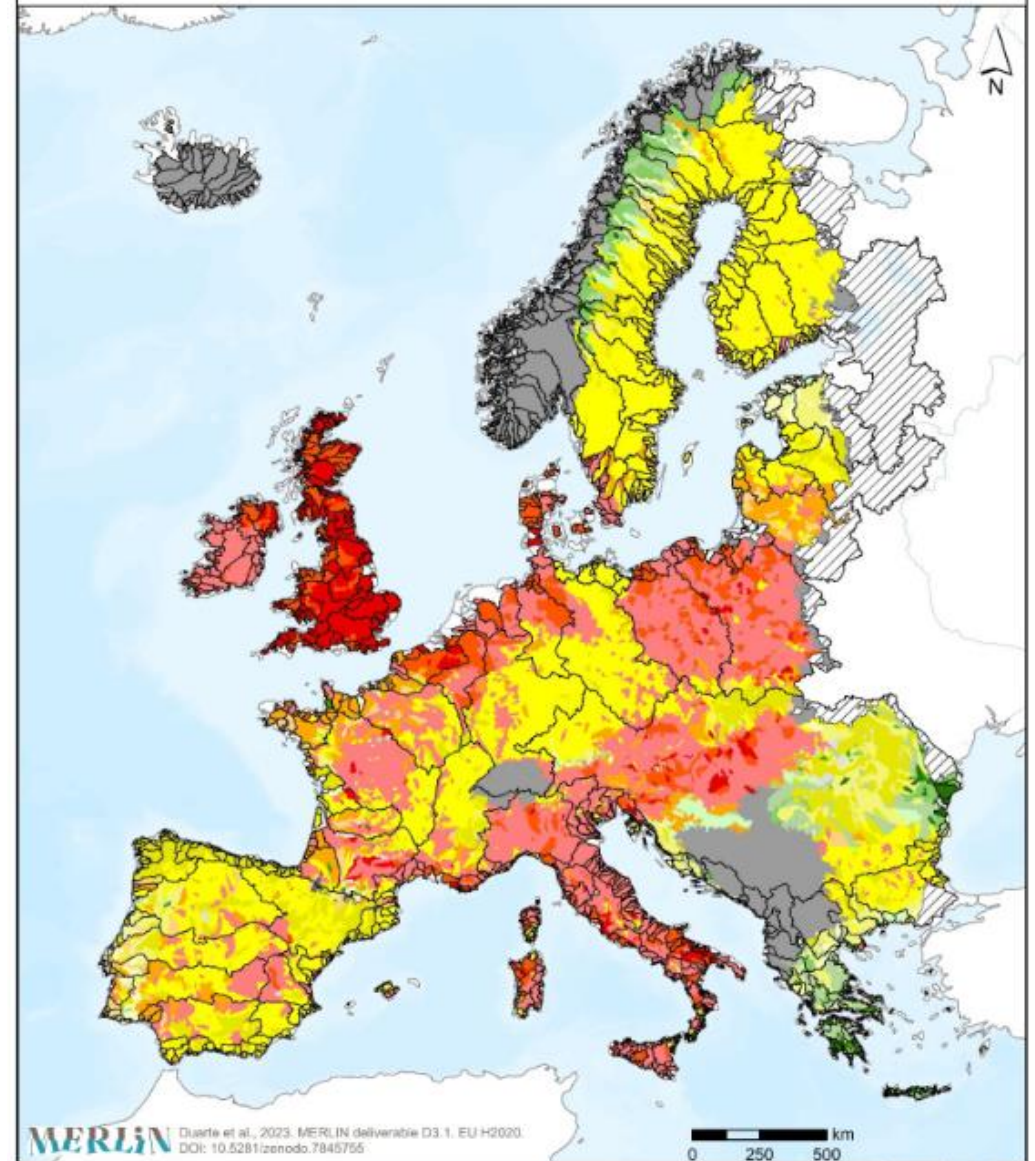 N
MERLiN Duarte et al., 2023. MERLIN deliverable D3.1. EU H2020.
DOI: 10.5281/zenodo.7845755
km
0 250 500